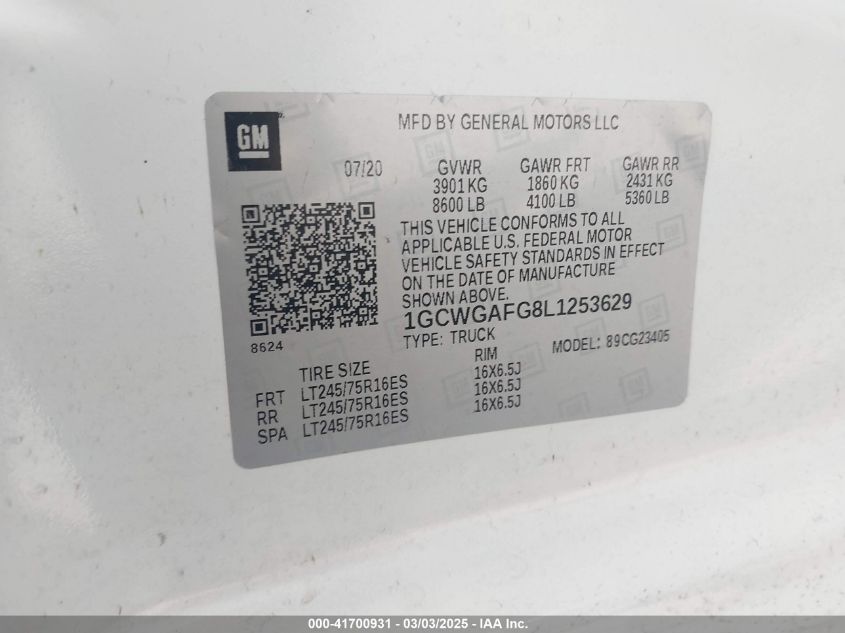 GM
MFD BY GENERAL MOTORS LLC
07/20 GVWR GAWR FRT GAWR RR
3901 KG 1860 KG 2431 KG
8600 LB 4100 LB 5360 LB
THIS VEHICLE CONFORMS TO ALL
APPLICABLE U.S. FEDERAL MOTOR
VEHICLE SAFETY STANDARDS IN EFFECT
ON THE DATE OF MANUFACTURE
SHOWN ABOVE.
1GCWGAFG8L1253629
8624
TYPE: TRUCK MODEL: 89CG23405
TIRE SIZE RIM
FRT LT245/75R16ES 16X6.5J
RR LT245/75R16ES 16X6.5J
SPA LT245/75R16ES 16X6.5J
000-41700931 - 03/03/2025 - IAAI.com